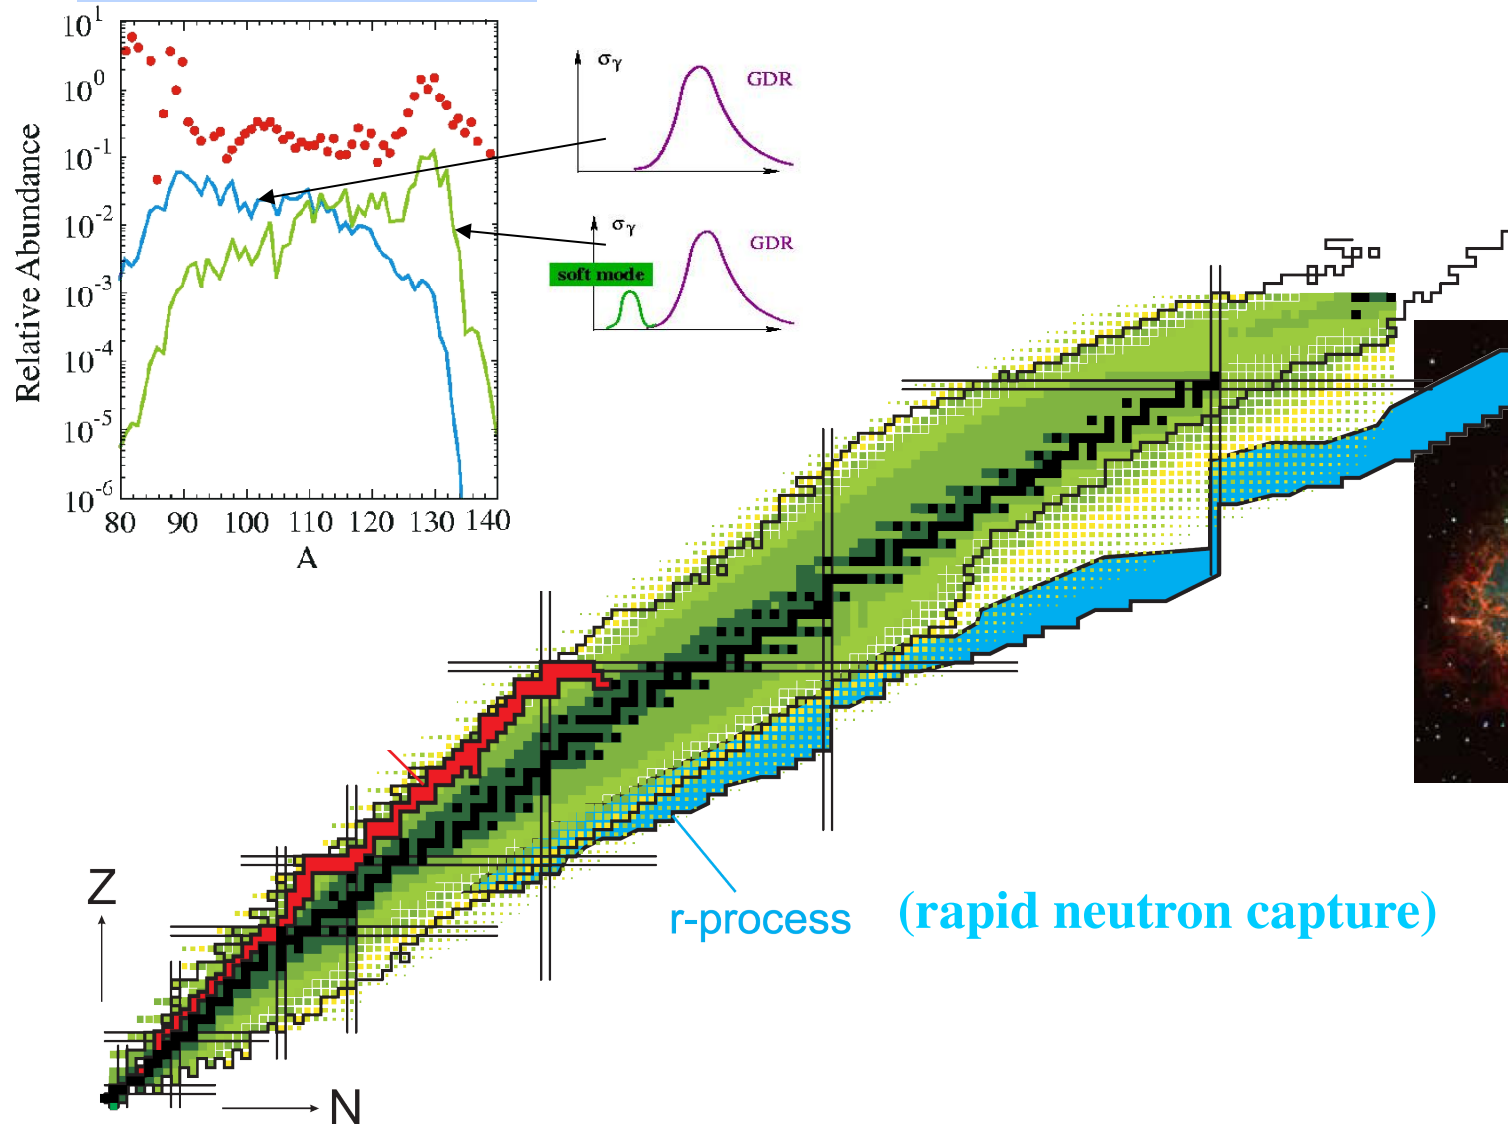 10^1
10^0
10^-1
10^-2
10^-3
10^-4
10^-5
10^-6
Relative Abundance
80 90 100 110 120 130 140
A
σγ
GDR
σγ
GDR
soft mode
Z
N
r-process (rapid neutron capture)